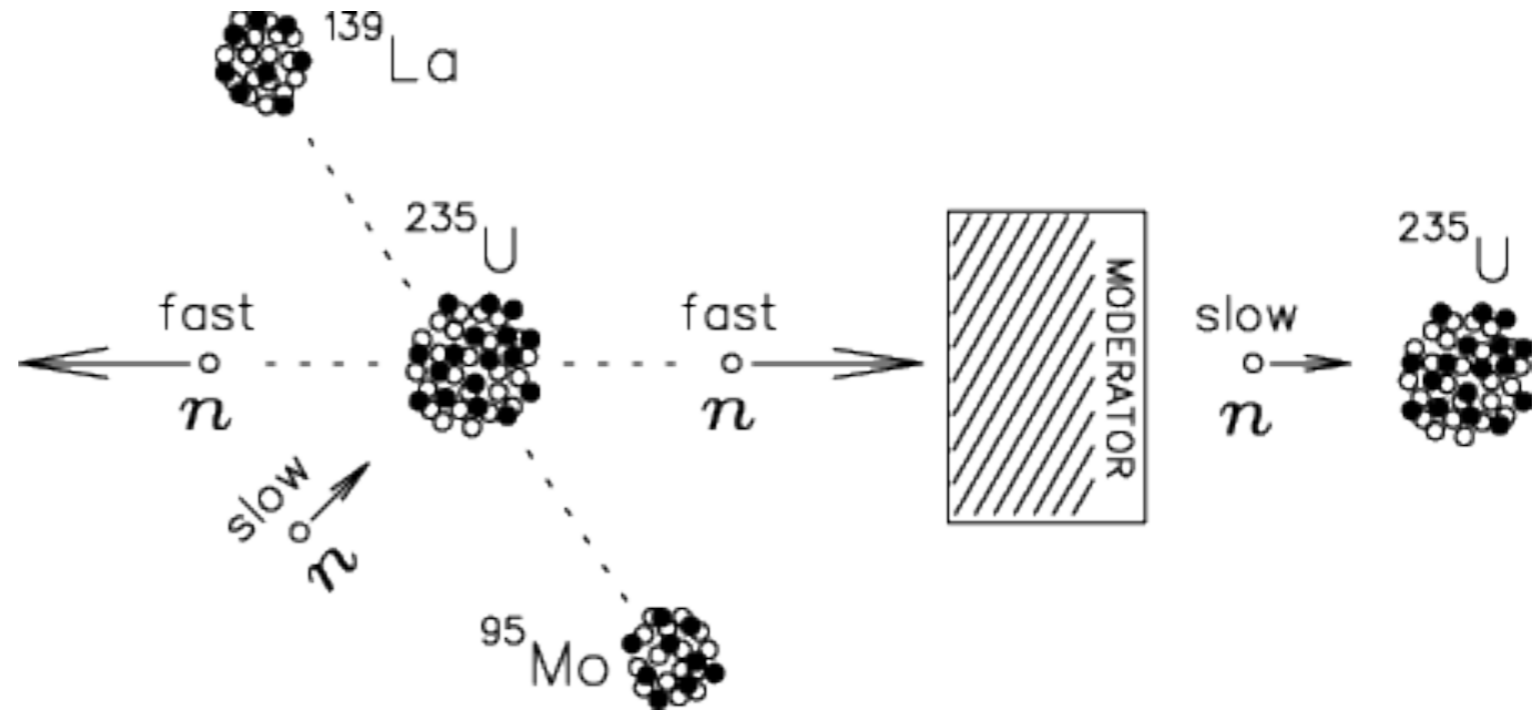 ¹³⁹La
²³⁵U
fast
fast
slow
²³⁵U
n
n
n
MODERATOR
slow
n
⁹⁵Mo